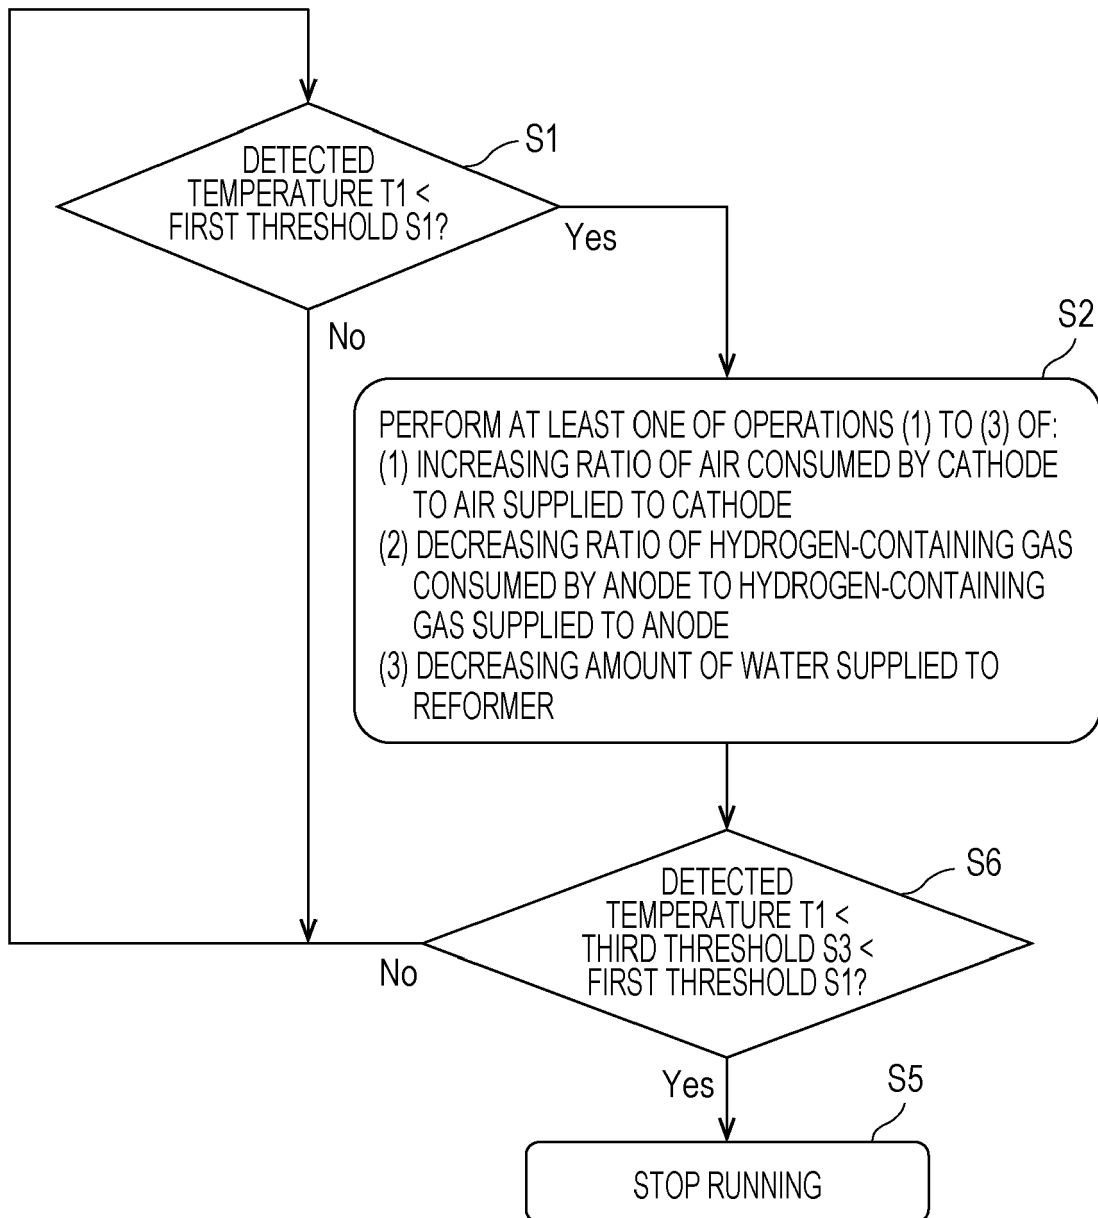 S1
DETECTED
TEMPERATURE T1 <
FIRST THRESHOLD S1?
Yes
No
S2
PERFORM AT LEAST ONE OF OPERATIONS (1) TO (3) OF:
(1) INCREASING RATIO OF AIR CONSUMED BY CATHODE
TO AIR SUPPLIED TO CATHODE
(2) DECREASING RATIO OF HYDROGEN-CONTAINING GAS
CONSUMED BY ANODE TO HYDROGEN-CONTAINING
GAS SUPPLIED TO ANODE
(3) DECREASING AMOUNT OF WATER SUPPLIED TO
REFORMER
S6
DETECTED
TEMPERATURE T1 <
THIRD THRESHOLD S3 <
FIRST THRESHOLD S1?
No
Yes
S5
STOP RUNNING